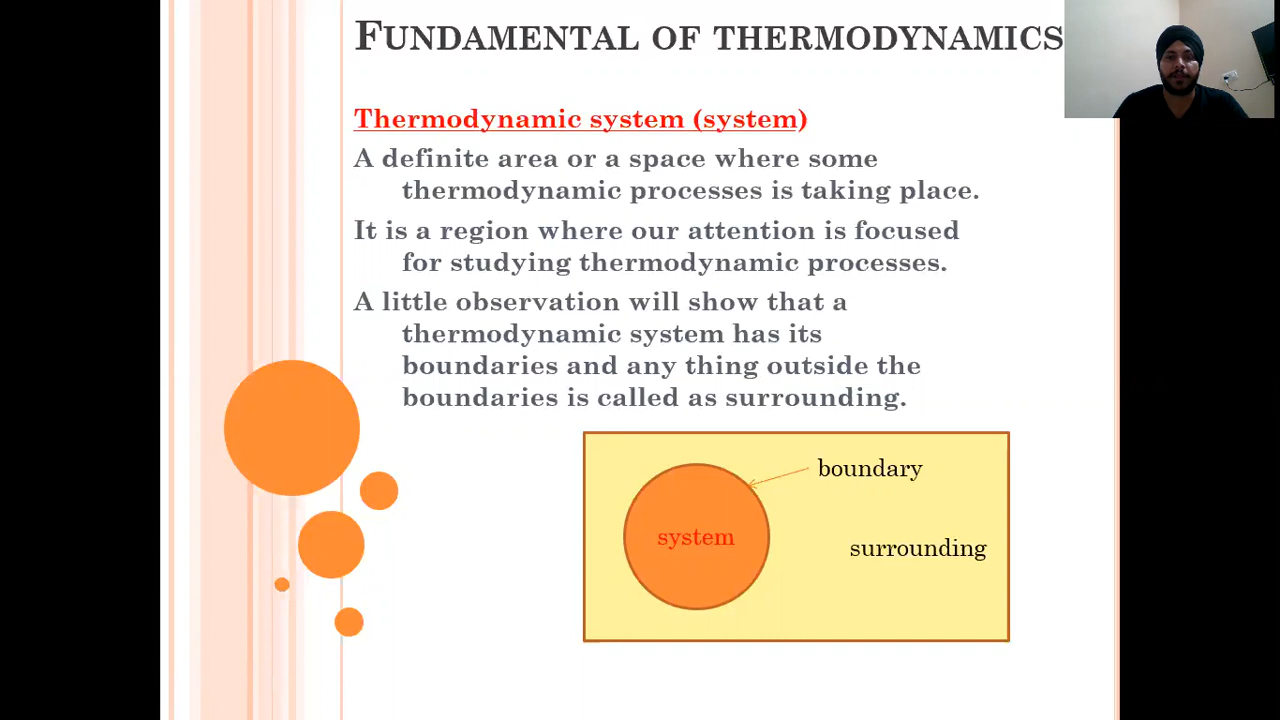 FUNDAMENTAL OF THERMODYNAMICS
Thermodynamic system (system)
A definite area or a space where some
thermodynamic processes is taking place.
It is a region where our attention is focused
for studying thermodynamic processes.
A little observation will show that a
thermodynamic system has its
boundaries and any thing outside the
boundaries is called as surrounding.
boundary
system
surrounding